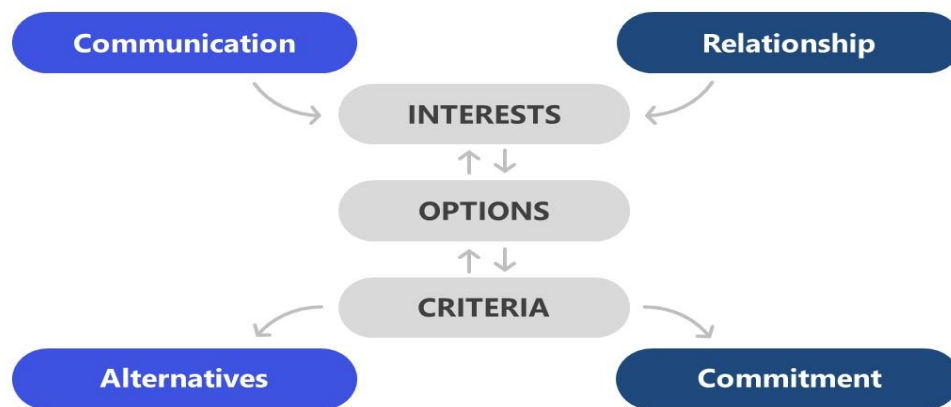 Communication
Relationship
INTERESTS
OPTIONS
CRITERIA
Alternatives
Commitment